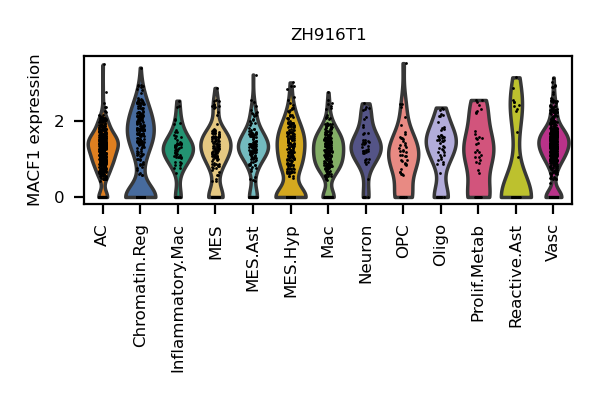 ZH916T1
MACF1 expression
2
0
AC
Chromatin.Reg
Inflammatory.Mac
MES
MES.Ast
MES.Hyp
Mac
Neuron
OPC
Oligo
Prolif.Metab
Reactive.Ast
Vasc